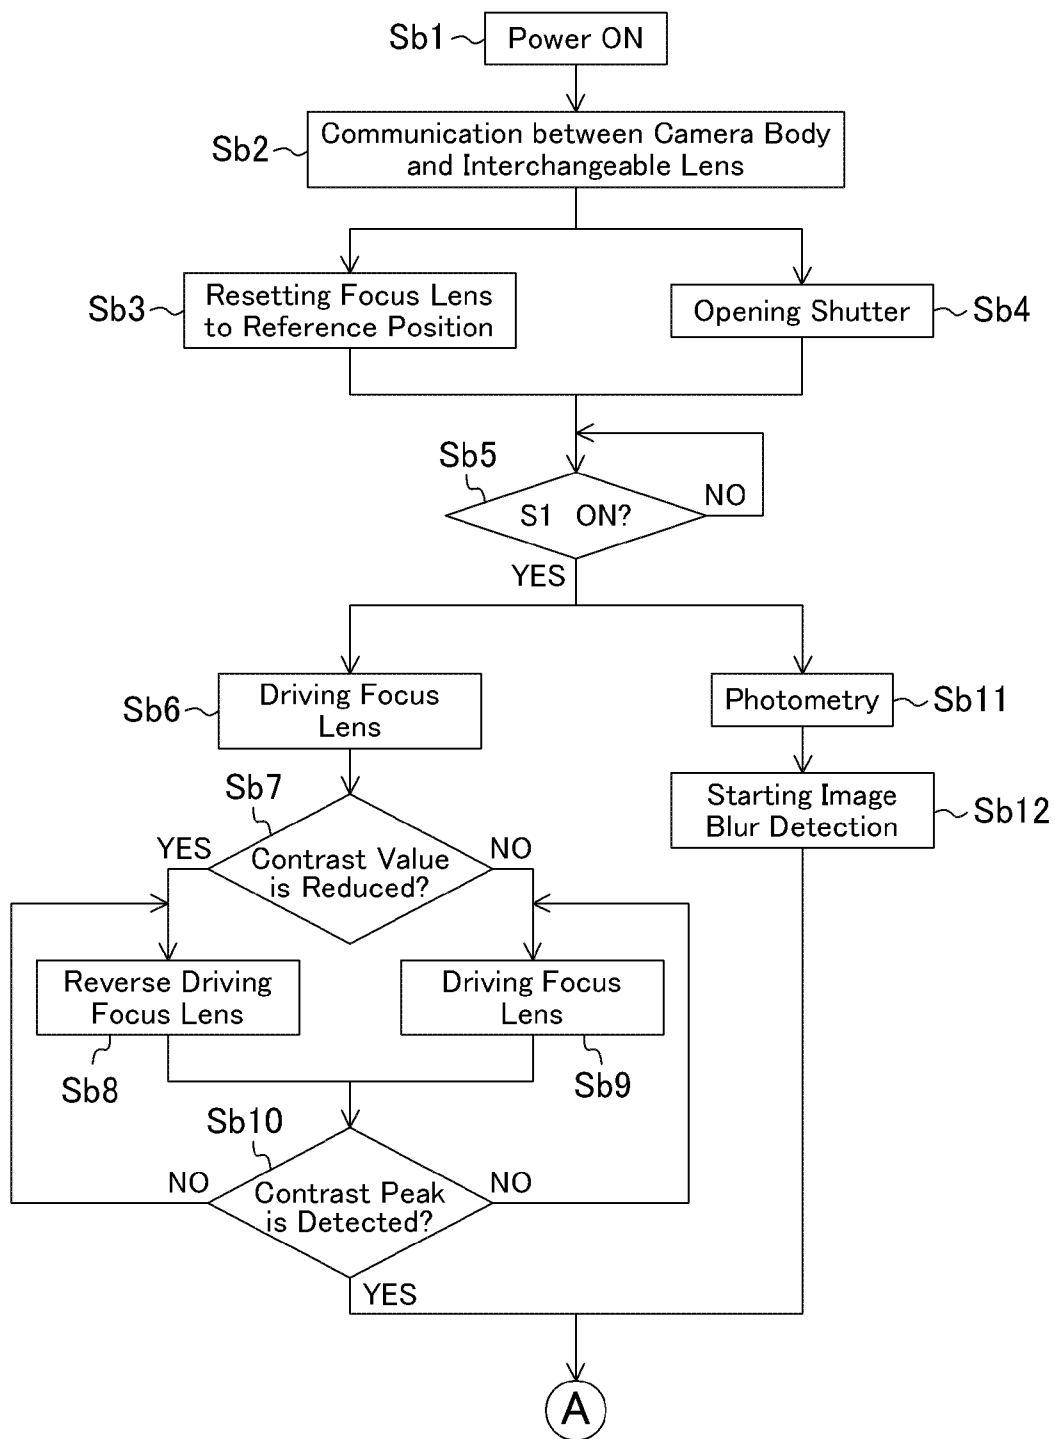 Sb1
Power ON
Sb2
Communication between Camera Body
and Interchangeable Lens
Sb3
Resetting Focus Lens
to Reference Position
Opening Shutter
Sb4
Sb5
S1 ON?
NO
YES
Sb6
Driving Focus
Lens
Photometry
Sb11
Sb7
YES
Contrast Value
is Reduced?
NO
Starting Image
Blur Detection
Sb12
Reverse Driving
Focus Lens
Sb8
Driving Focus
Lens
Sb9
Sb10
NO
Contrast Peak
is Detected?
NO
YES
A